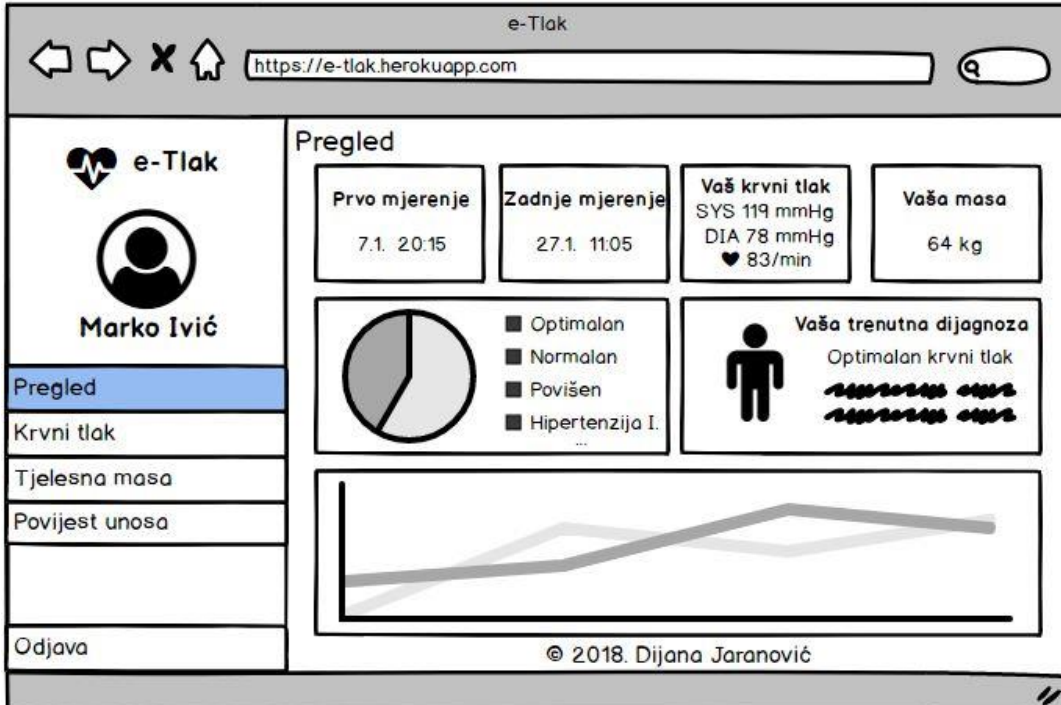 e-Tlak
https://e-tlak.herokuapp.com
e-Tlak
Marko Ivić
Pregled
Krvni tlak
Tjelesna masa
Povijest unosa
Odjava
Pregled
Prvo mjerenje
7.1. 20:15
Zadnje mjerenje
27.1. 11:05
Vaš krvni tlak
SYS 119 mmHg
DIA 78 mmHg
♥ 83/min
Vaša masa
64 kg
Optimalan
Normalan
Povišen
Hipertenzija I.
...
Vaša trenutna dijagnoza
Optimalan krvni tlak
© 2018. Dijana Jaranović